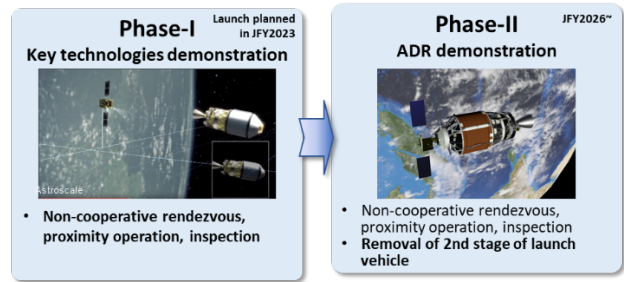 Phase-I
Launch planned
in JFY2023
Key technologies demonstration
Astroscale
• Non-cooperative rendezvous,
proximity operation, inspection
Phase-II
JFY2026~
ADR demonstration
• Non-cooperative rendezvous,
proximity operation, inspection
• Removal of 2nd stage of launch
vehicle